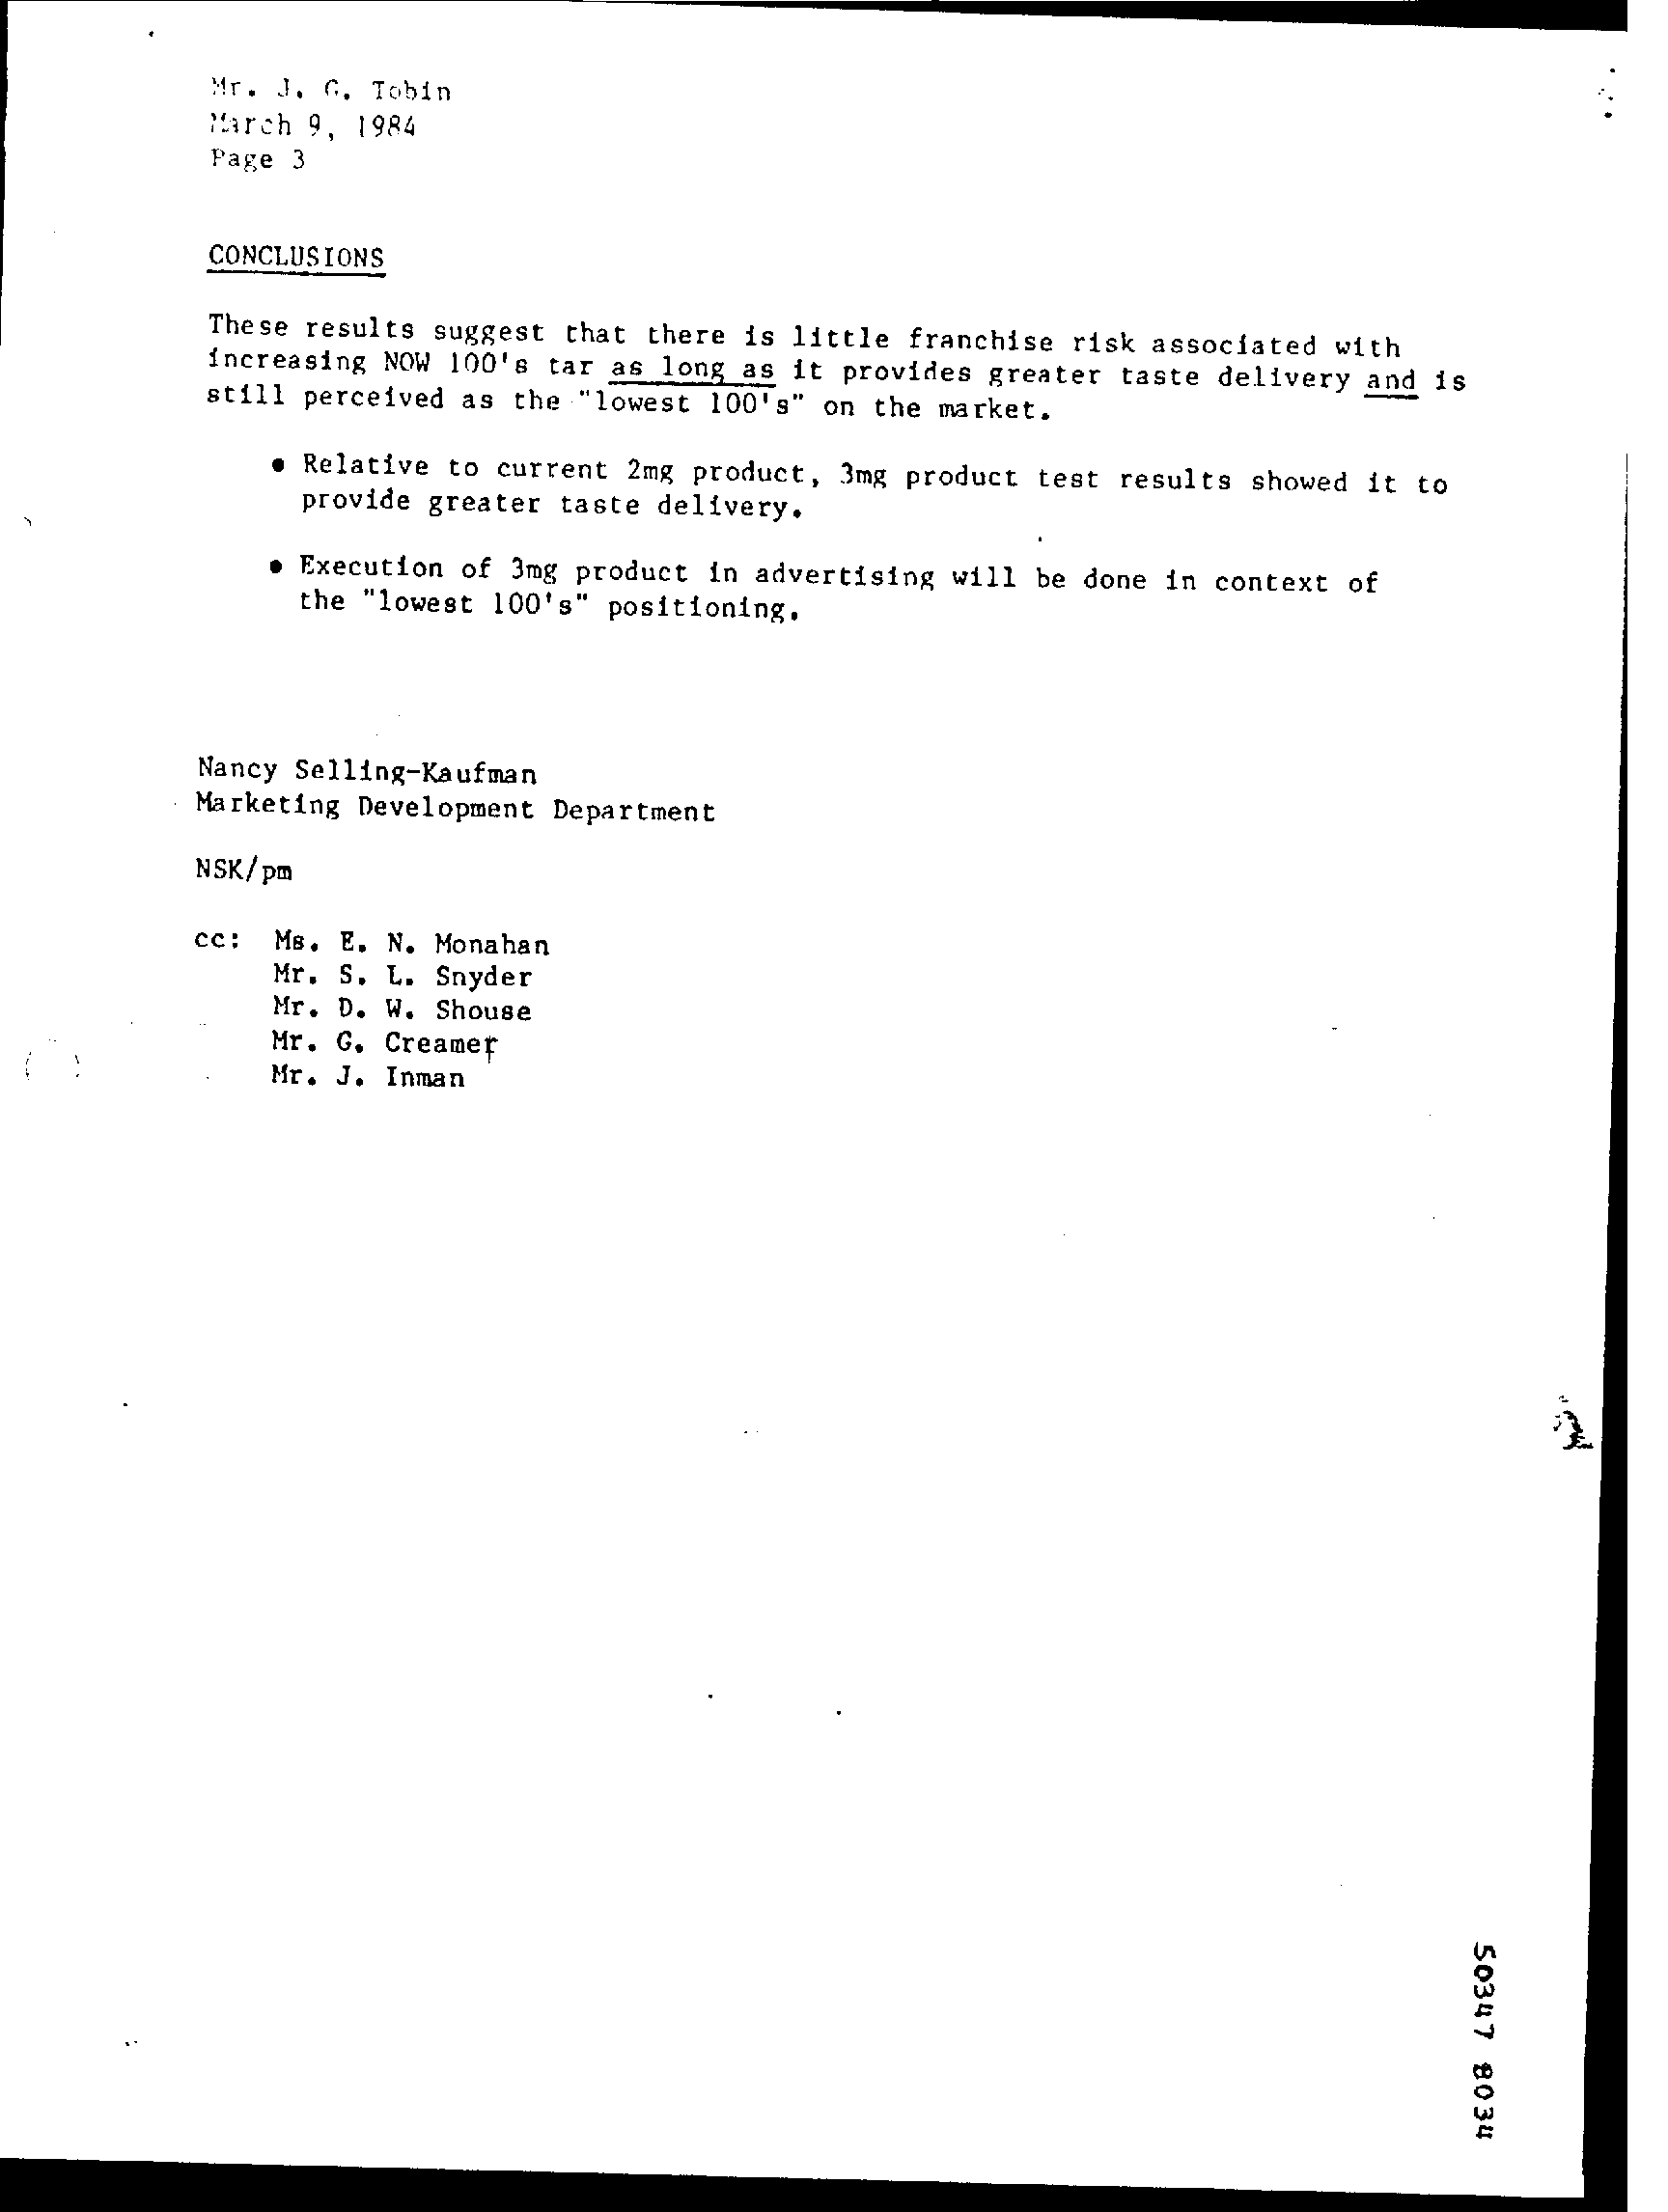 Mr. J. G. Tobin
March 9, 1984
Page 3
CONCLUSIONS
These results suggest that there is little franchise risk associated with
increasing NOW 100's tar as long as it provides greater taste delivery and is
still perceived as the "lowest 100's" on the market.
● Relative to current 2mg product, 3mg product test results showed it to
provide greater taste delivery.
● Execution of 3mg product in advertising will be done in context of
the "lowest 100's" positioning.
Nancy Selling-Kaufman
Marketing Development Department
NSK/pm
cc: Ms. E. N. Monahan
Mr. S. L. Snyder
Mr. D. W. Shouse
Mr. G. Creamer
Mr. J. Inman
50347 8034